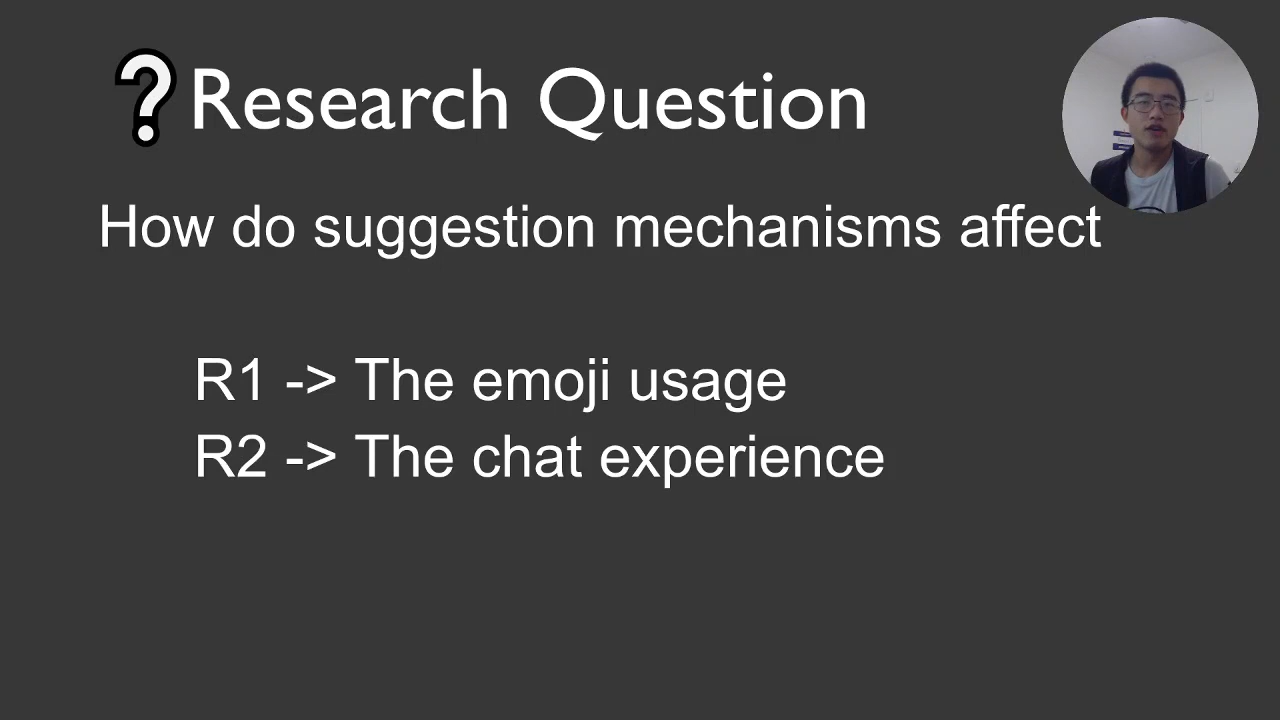 ❓Research Question
How do suggestion mechanisms affect
R1 -> The emoji usage
R2 -> The chat experience